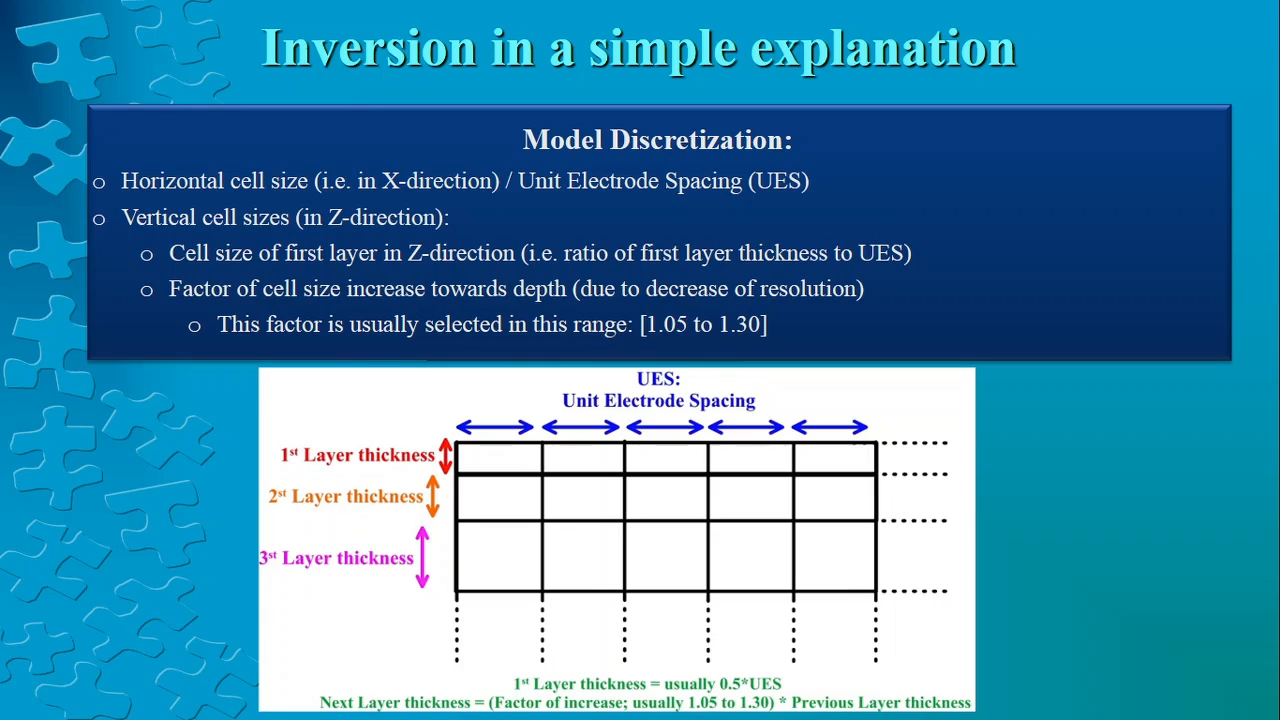 Inversion in a simple explanation
Model Discretization:
o Horizontal cell size (i.e. in X-direction) / Unit Electrode Spacing (UES)
o Vertical cell sizes (in Z-direction):
o Cell size of first layer in Z-direction (i.e. ratio of first layer thickness to UES)
o Factor of cell size increase towards depth (due to decrease of resolution)
o This factor is usually selected in this range: [1.05 to 1.30]
UES:
Unit Electrode Spacing
1st Layer thickness
2st Layer thickness
3st Layer thickness
1st Layer thickness = usually 0.5*UES
Next Layer thickness = (Factor of increase; usually 1.05 to 1.30) * Previous Layer thickness